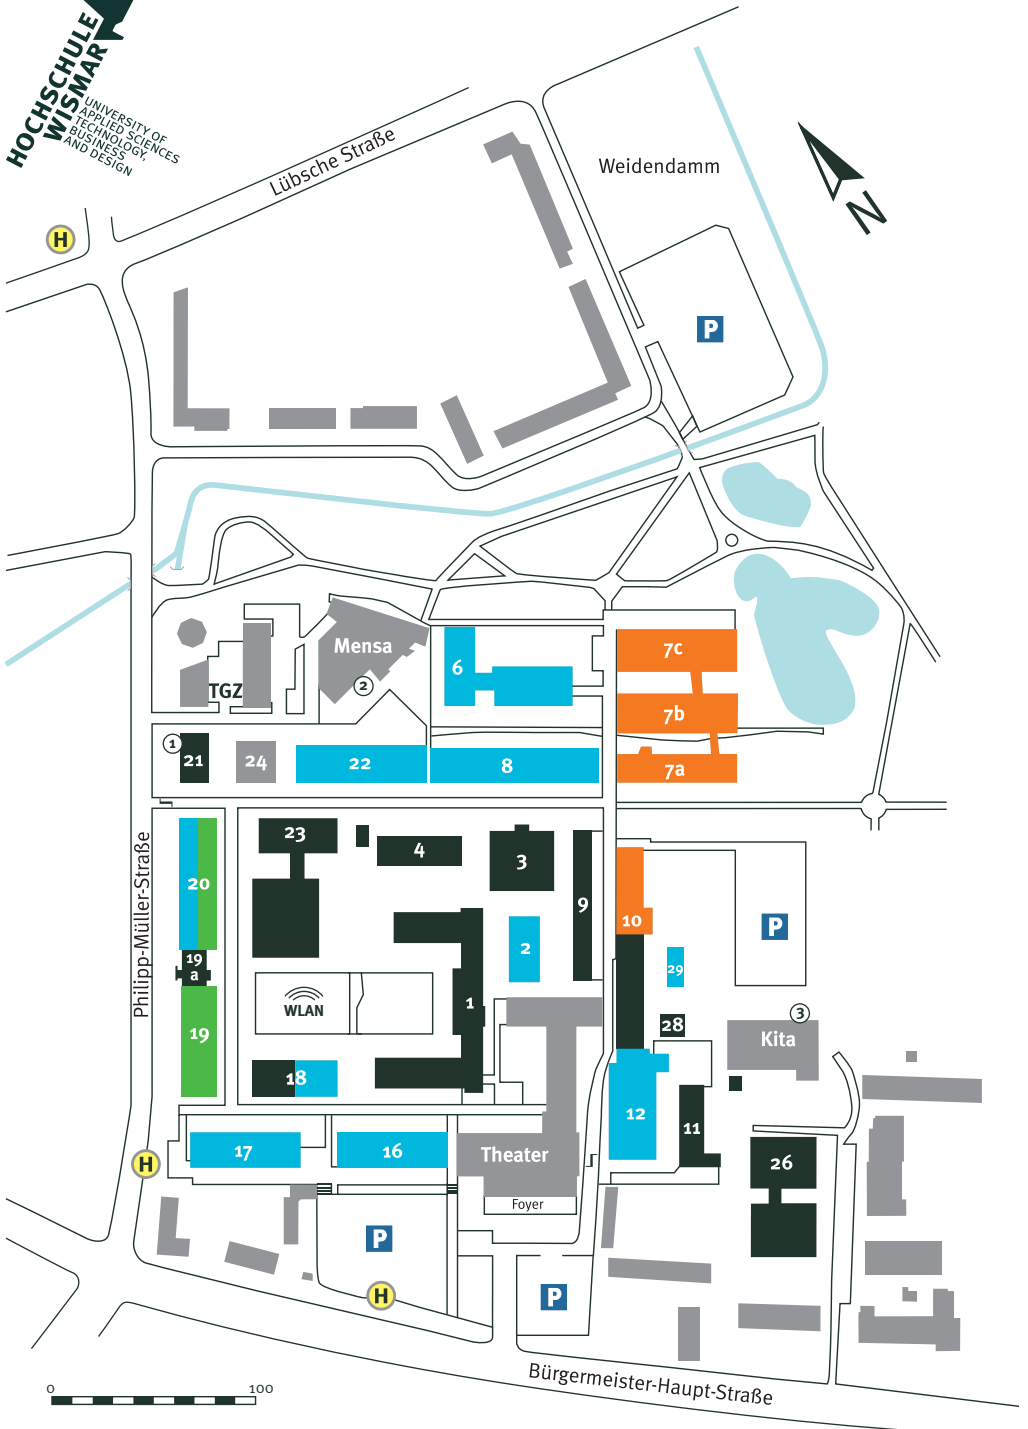 HOCHSCHULE
WISMAR
UNIVERSITY OF
APPLIED SCIENCES
TECHNOLOGY,
BUSINESS
AND DESIGN
Lübsche Straße
Weidendamm
N
H
P
Mensa
2
TGZ
6
7c
7b
7a
1
21
24
22
8
Philipp-Müller-Straße
23
4
3
9
20
10
P
2
29
19
a
WLAN
1
19
28
3
Kita
18
12
11
17
16
Theater
26
H
Foyer
P
H
P
Bürgermeister-Haupt-Straße
0 100